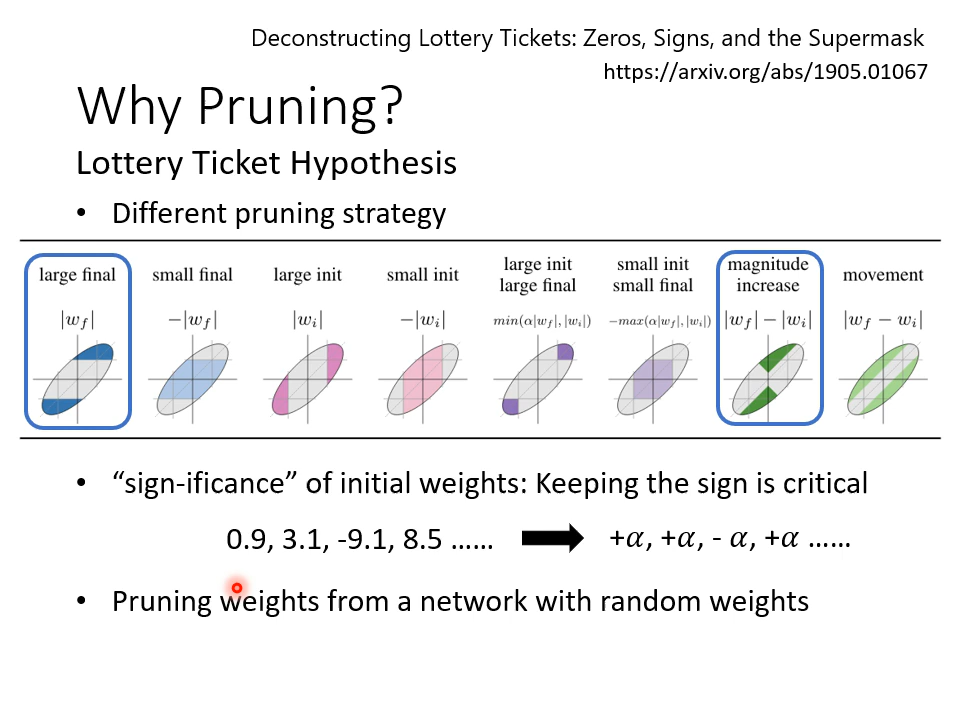 Deconstructing Lottery Tickets: Zeros, Signs, and the Supermask
https://arxiv.org/abs/1905.01067
Why Pruning?
Lottery Ticket Hypothesis
• Different pruning strategy
large final small final large init small init large init large final small init small final magnitude increase movement
|w_f| −|w_f| |w_i| −|w_i| min(α|w_f|, |w_i|) −max(α|w_f|, |w_i|) |w_f| − |w_i| |w_f − w_i|
• “sign-ificance” of initial weights: Keeping the sign is critical
0.9, 3.1, -9.1, 8.5 …… +α, +α, - α, +α ……
• Pruning weights from a network with random weights